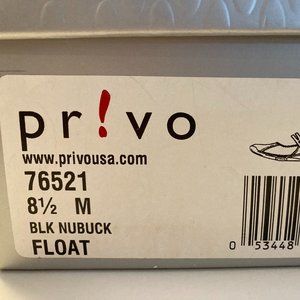 pr!vo
www.privousa.com
76521
8½ M
BLK NUBUCK
FLOAT
0 53448